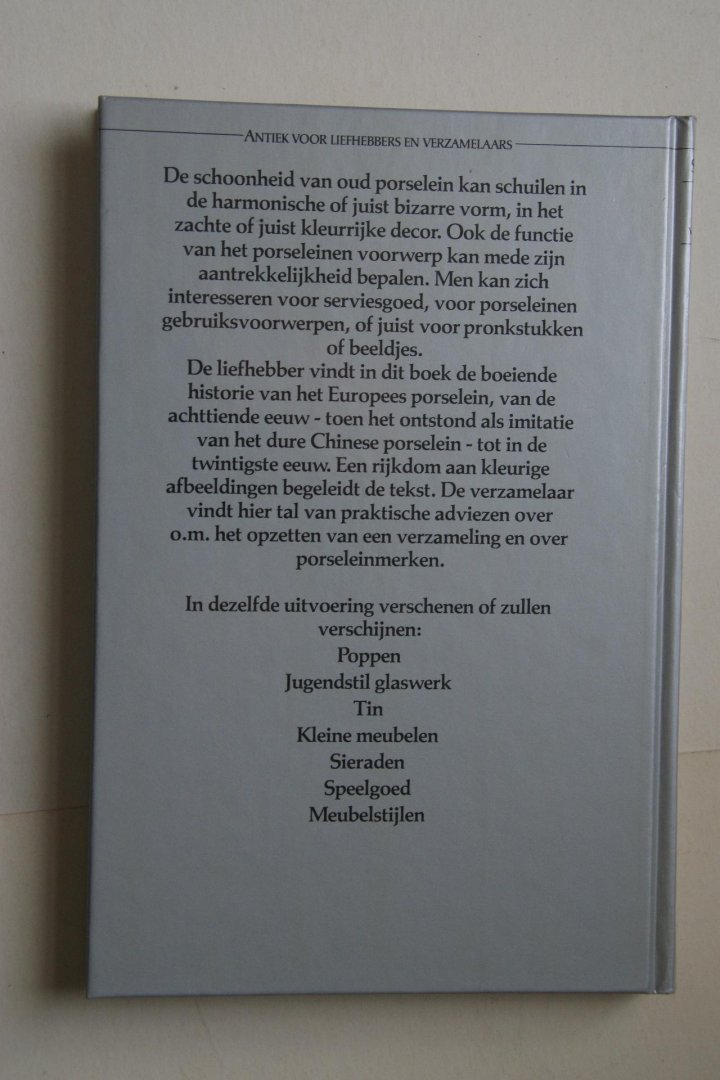 ANTIEK VOOR LIEFHEBBERS EN VERZAMELAARS
De schoonheid van oud porselein kan schuilen in
de harmonische of juist bizarre vorm, in het
zachte of juist kleurrijke decor. Ook de functie
van het porseleinen voorwerp kan mede zijn
aantrekkelijkheid bepalen. Men kan zich
interesseren voor serviesgoed, voor porseleinen
gebruiksvoorwerpen, of juist voor pronkstukken
of beeldjes.
De liefhebber vindt in dit boek de boeiende
historie van het Europees porselein, van de
achttiende eeuw - toen het ontstond als imitatie
van het dure Chinese porselein - tot in de
twintigste eeuw. Een rijkdom aan kleurige
afbeeldingen begeleidt de tekst. De verzamelaar
vindt hier tal van praktische adviezen over
o.m. het opzetten van een verzameling en over
porseleinmerken.
In dezelfde uitvoering verschenen of zullen
verschijnen:
Poppen
Jugendstil glaswerk
Tin
Kleine meubelen
Sieraden
Speelgoed
Meubelstijlen